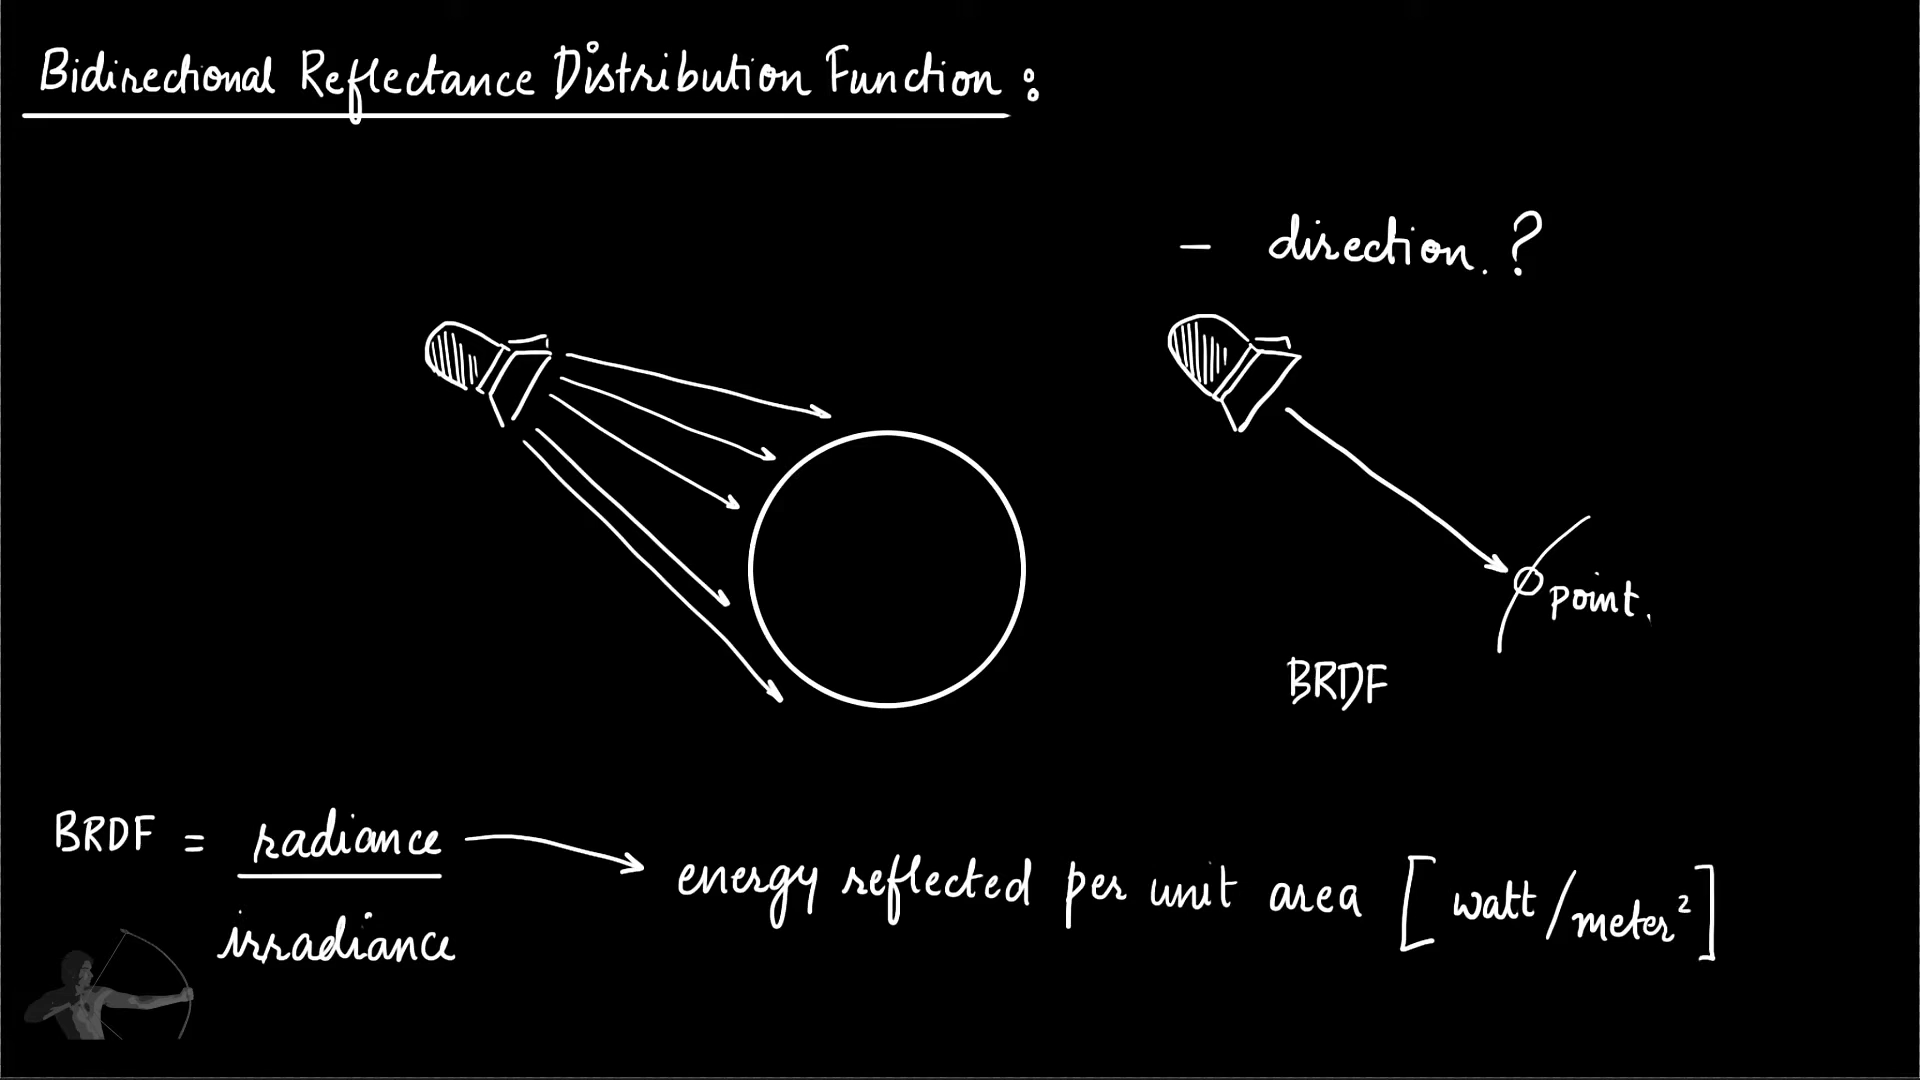 Bidirectional Reflectance Distribution Function :
- direction. ?
point.
BRDF
BRDF = radiance
irradiance
energy reflected per unit area [watt/meter²]